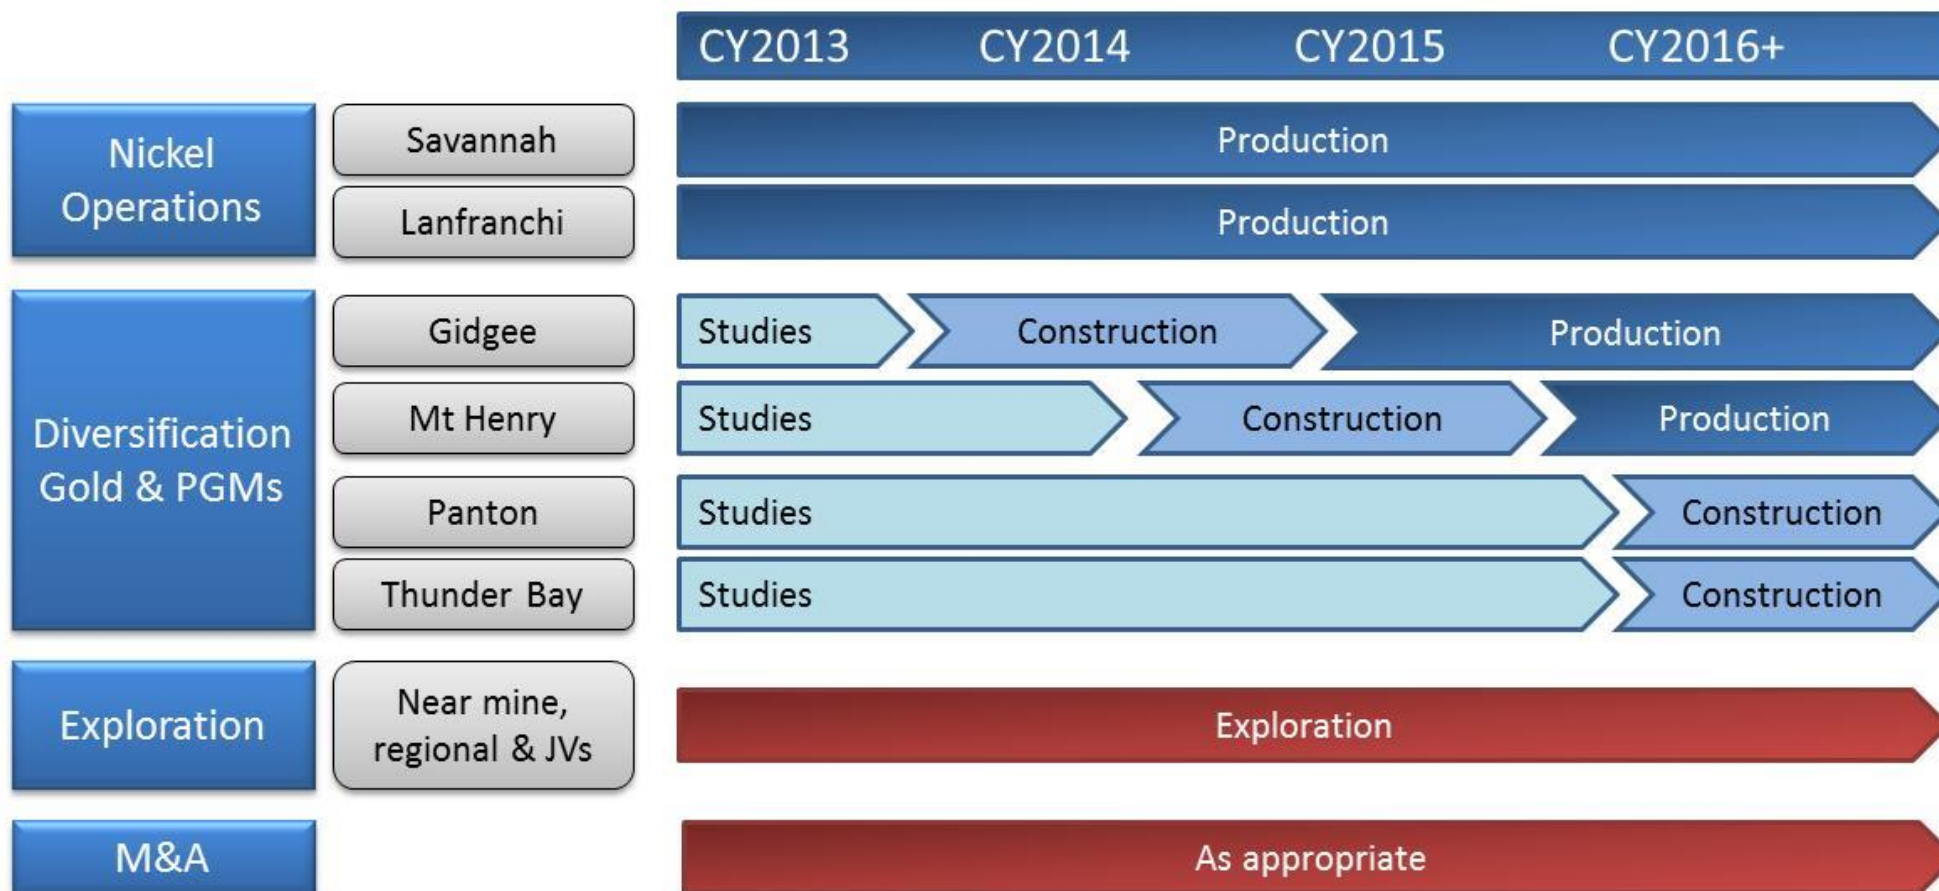 CY2013 CY2014 CY2015 CY2016+
Nickel
Operations
Savannah
Production
Lanfranchi
Production
Diversification
Gold & PGMs
Gidgee
Studies Construction Production
Mt Henry
Studies Construction Production
Panton
Studies Construction
Thunder Bay
Studies Construction
Exploration
Near mine,
regional & JVs
Exploration
M&A
As appropriate